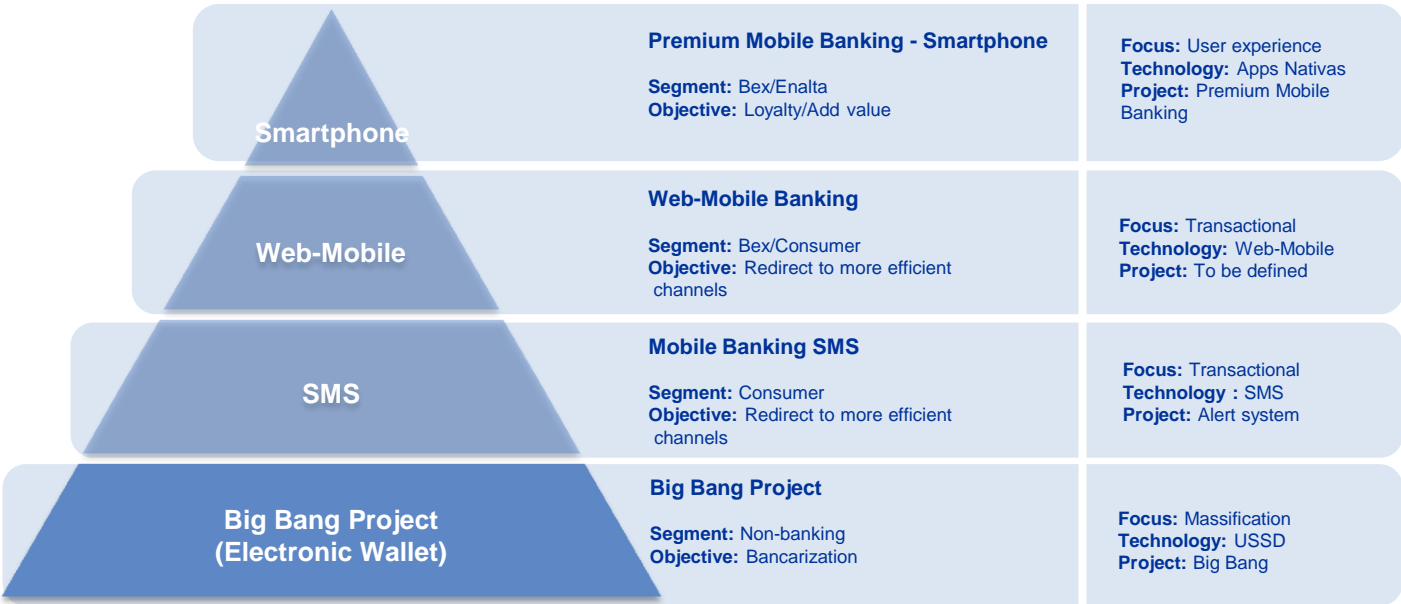 Smartphone
Premium Mobile Banking - Smartphone
Segment: Bex/Enalta
Objective: Loyalty/Add value
Focus: User experience
Technology: Apps Nativas
Project: Premium Mobile
Banking
Web-Mobile
Web-Mobile Banking
Segment: Bex/Consumer
Objective: Redirect to more efficient
channels
Focus: Transactional
Technology: Web-Mobile
Project: To be defined
SMS
Mobile Banking SMS
Segment: Consumer
Objective: Redirect to more efficient
channels
Focus: Transactional
Technology : SMS
Project: Alert system
Big Bang Project
(Electronic Wallet)
Big Bang Project
Segment: Non-banking
Objective: Bancarization
Focus: Massification
Technology: USSD
Project: Big Bang